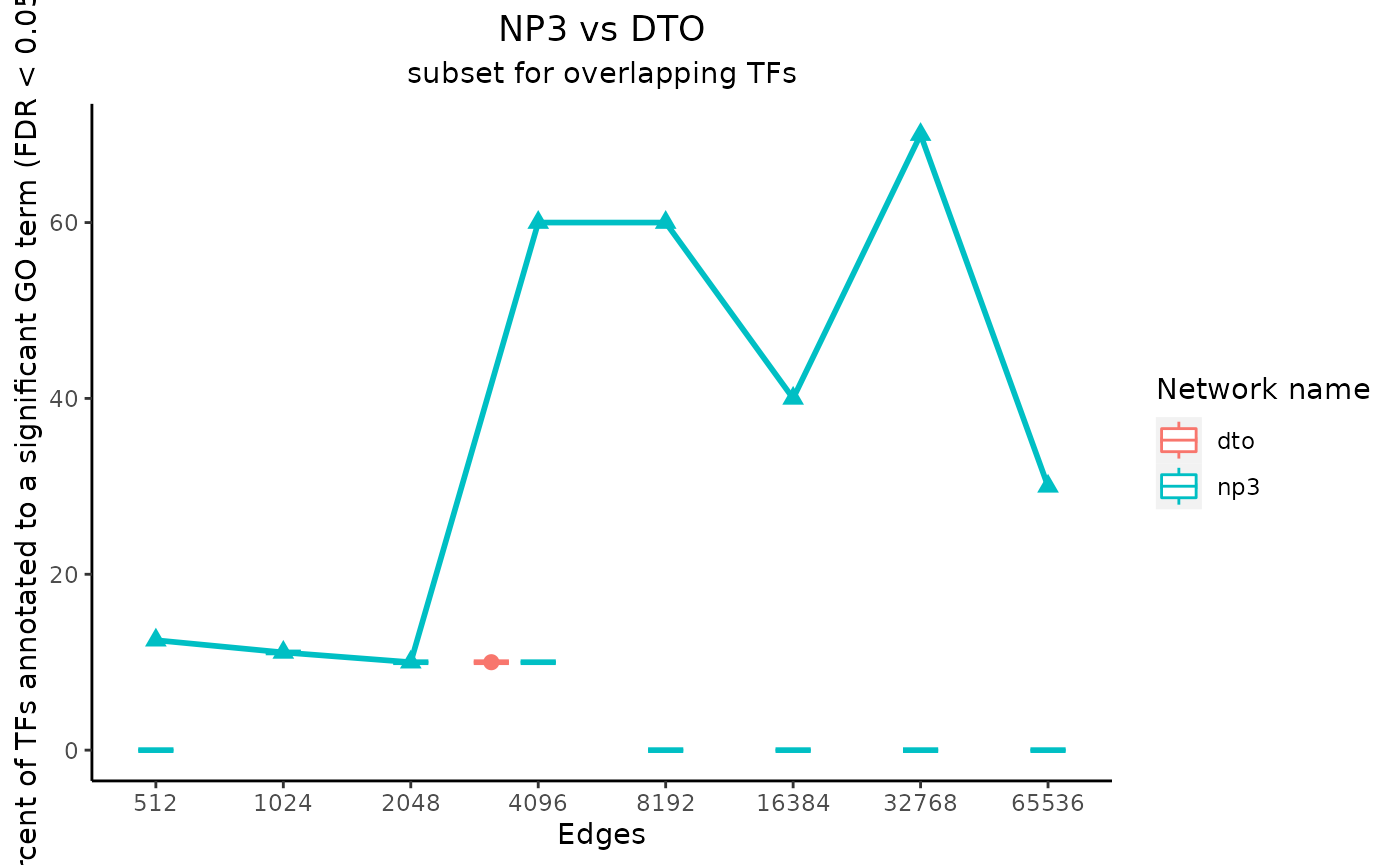 NP3 vs DTO
subset for overlapping TFs
rcent of TFs annotated to a significant GO term (FDR < 0.05
60
40
20
0
512 1024 2048 4096 8192 16384 32768 65536
Edges
Network name
dto
np3